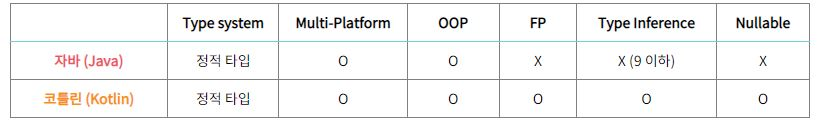 Type system Multi-Platform OOP FP Type Inference Nullable
자바 (Java) 정적 타입 O O X X (9 이하) X
코틀린 (Kotlin) 정적 타입 O O O O O